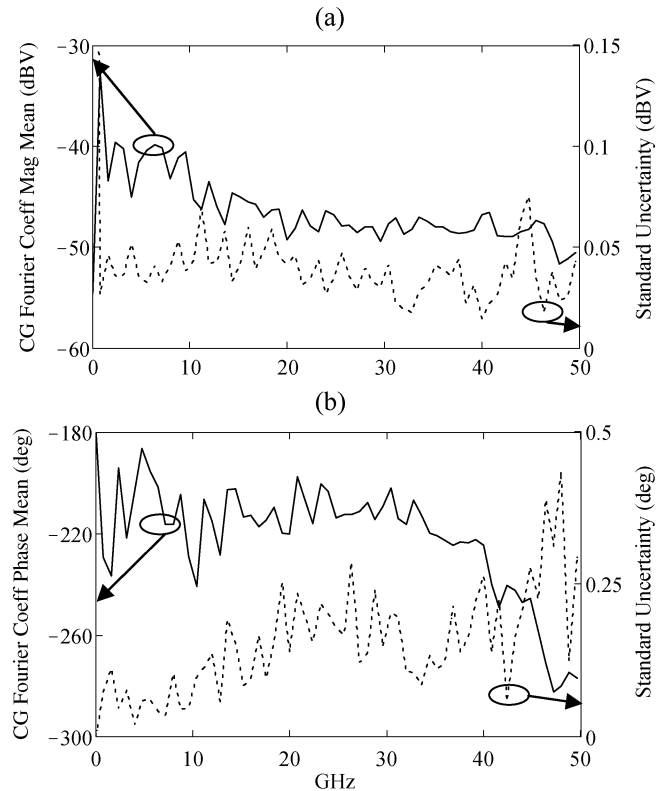 (a)
CG Fourier Coeff Mag Mean (dBV)
−30
−40
−50
−60
0.15
0.1
0.05
0
Standard Uncertainty (dBV)
0 10 20 30 40 50
(b)
CG Fourier Coeff Phase Mean (deg)
−180
−220
−260
−300
0.5
0.25
0
Standard Uncertainty (deg)
0 10 20 30 40 50
GHz